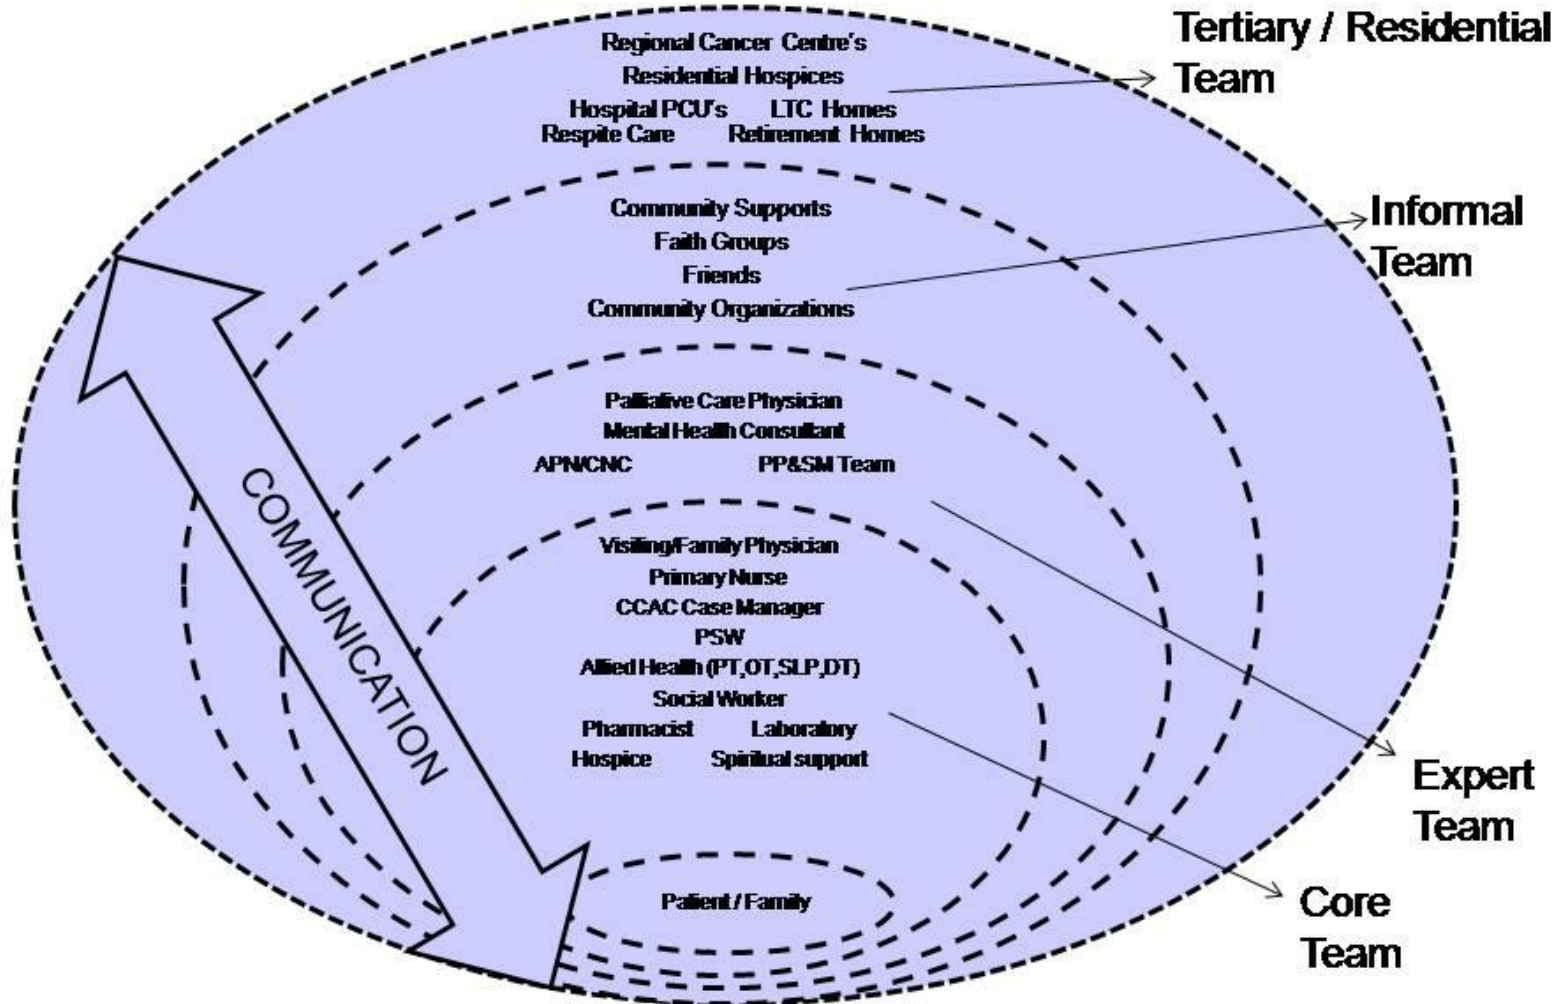 Tertiary / Residential
Team
Regional Cancer Centre's
Residential Hospices
Hospital PCU's LTC Homes
Respite Care Retirement Homes
Informal
Team
Community Supports
Faith Groups
Friends
Community Organizations
Palliative Care Physician
Mental Health Consultant
APN/CNC PP&SM Team
COMMUNICATION
Visiting/Family Physician
Primary Nurse
CCAC Case Manager
PSW
Allied Health (PT,OT,SLP,DT)
Social Worker
Pharmacist Laboratory
Hospice Spiritual support
Expert
Team
Patient / Family
Core
Team